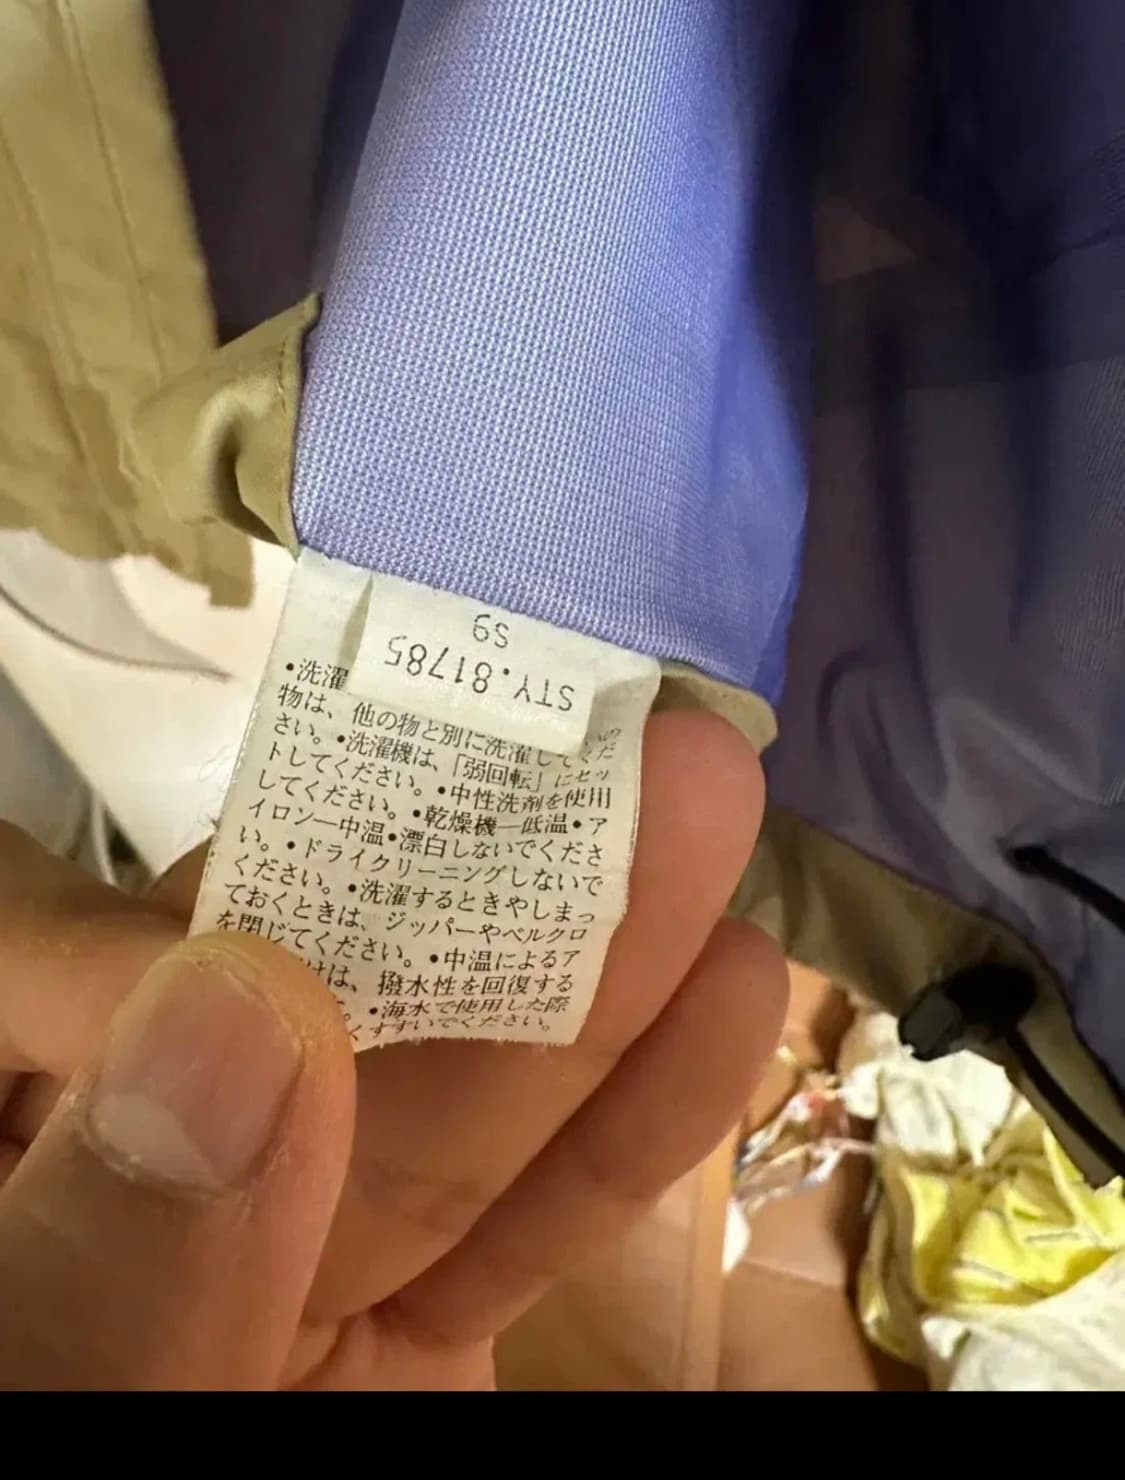 STY.81785
S9
•洗濯
物は、他の物と別に洗濯してくだ
さい。•洗濯機は、「弱回転」にセッ
トしてください。•中性洗剤を使用
してください。•乾燥機―低温•ア
イロン―中温•漂白しないでくださ
い。•ドライクリーニングしないで
ください。•洗濯するときやしまっ
ておくときは、ジッパーやベルクロ
を閉じてください。•中温によるア
けは、撥水性を回復する
。•海水で使用した際
くすすいでください。